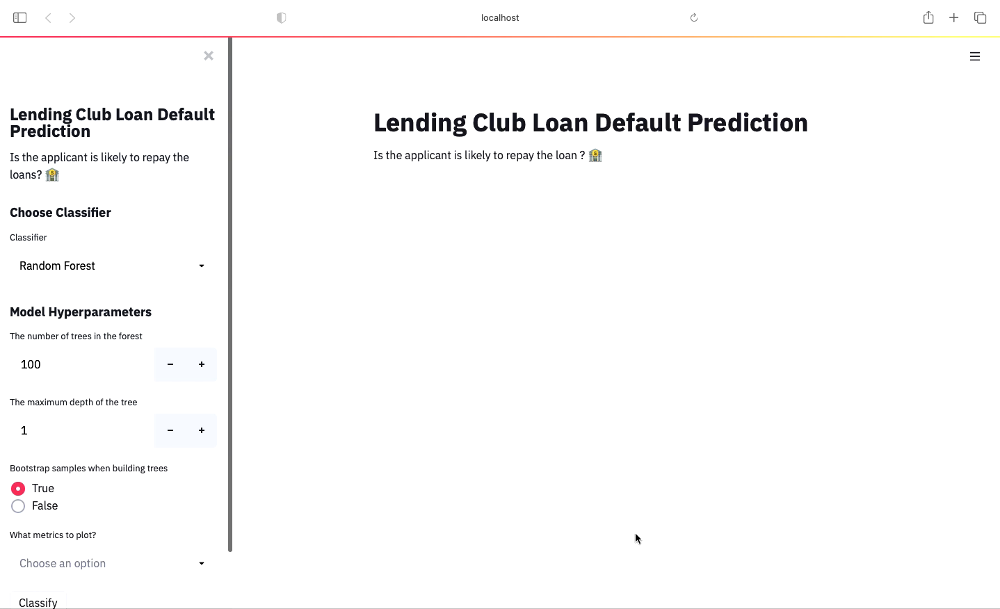 localhost
Lending Club Loan Default
Prediction
Is the applicant is likely to repay the
loans? 🏦
Choose Classifier
Classifier
Random Forest
Model Hyperparameters
The number of trees in the forest
100
− +
The maximum depth of the tree
1
− +
Bootstrap samples when building trees
True
False
What metrics to plot?
Choose an option
Classify
Lending Club Loan Default Prediction
Is the applicant is likely to repay the loan ? 🏦